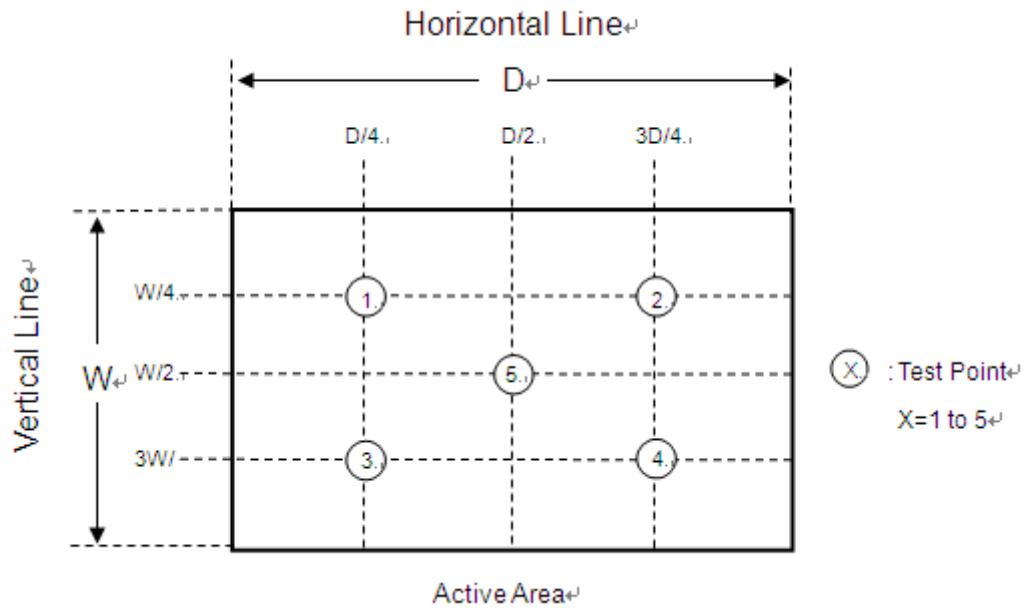 Horizontal Line↵
D↵
D/4.
D/2.
3D/4.
Vertical Line↵
W↵
W/4.
W/2.
3W/
1.
2.
5.
3.
4.
X. : Test Point↵
X=1 to 5↵
Active Area↵